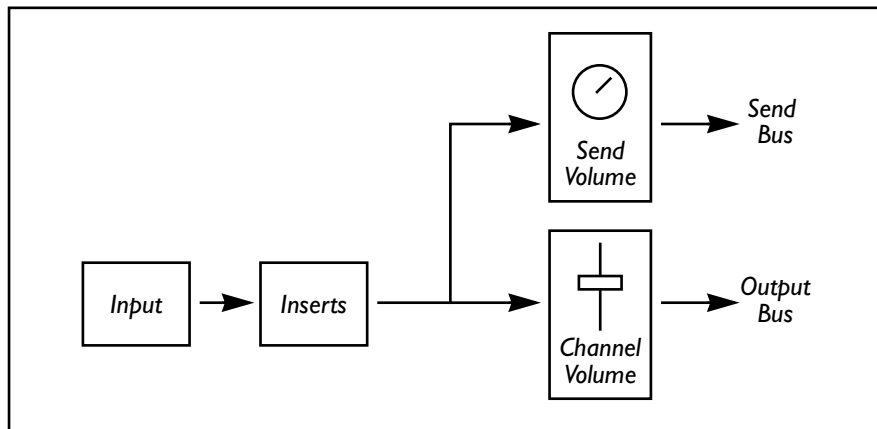 Send
Volume
Send
Bus
Input
Inserts
Channel
Volume
Output
Bus